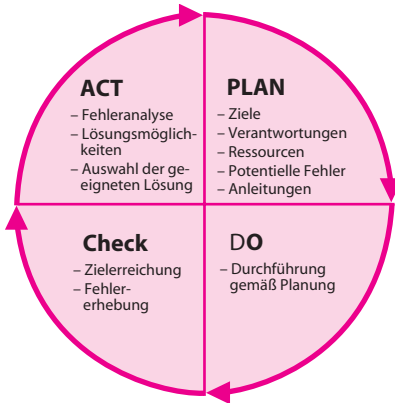 ACT
– Fehleranalyse
– Lösungsmöglich-
keiten
– Auswahl der ge-
eigneten Lösung
PLAN
– Ziele
– Verantwortungen
– Ressourcen
– Potentielle Fehler
– Anleitungen
Check
– Zielerreichung
– Fehler-
erhebung
DO
– Durchführung
gemäß Planung